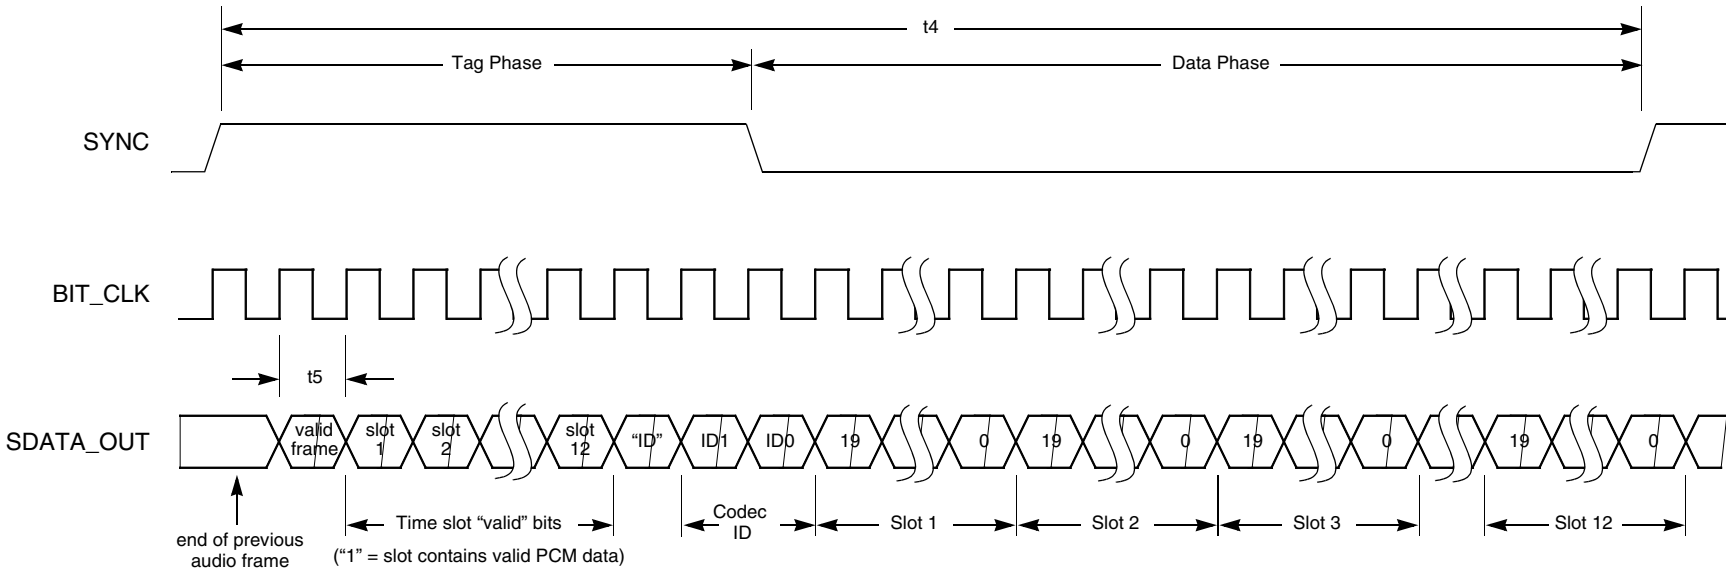 t4
Tag Phase
Data Phase
SYNC
BIT_CLK
t5
SDATA_OUT
valid
frame
slot
1
slot
2
slot
12
“ID”
ID1
ID0
19
0
19
0
19
0
19
0
end of previous
audio frame
Time slot “valid” bits
(“1” = slot contains valid PCM data)
Codec
ID
Slot 1
Slot 2
Slot 3
Slot 12